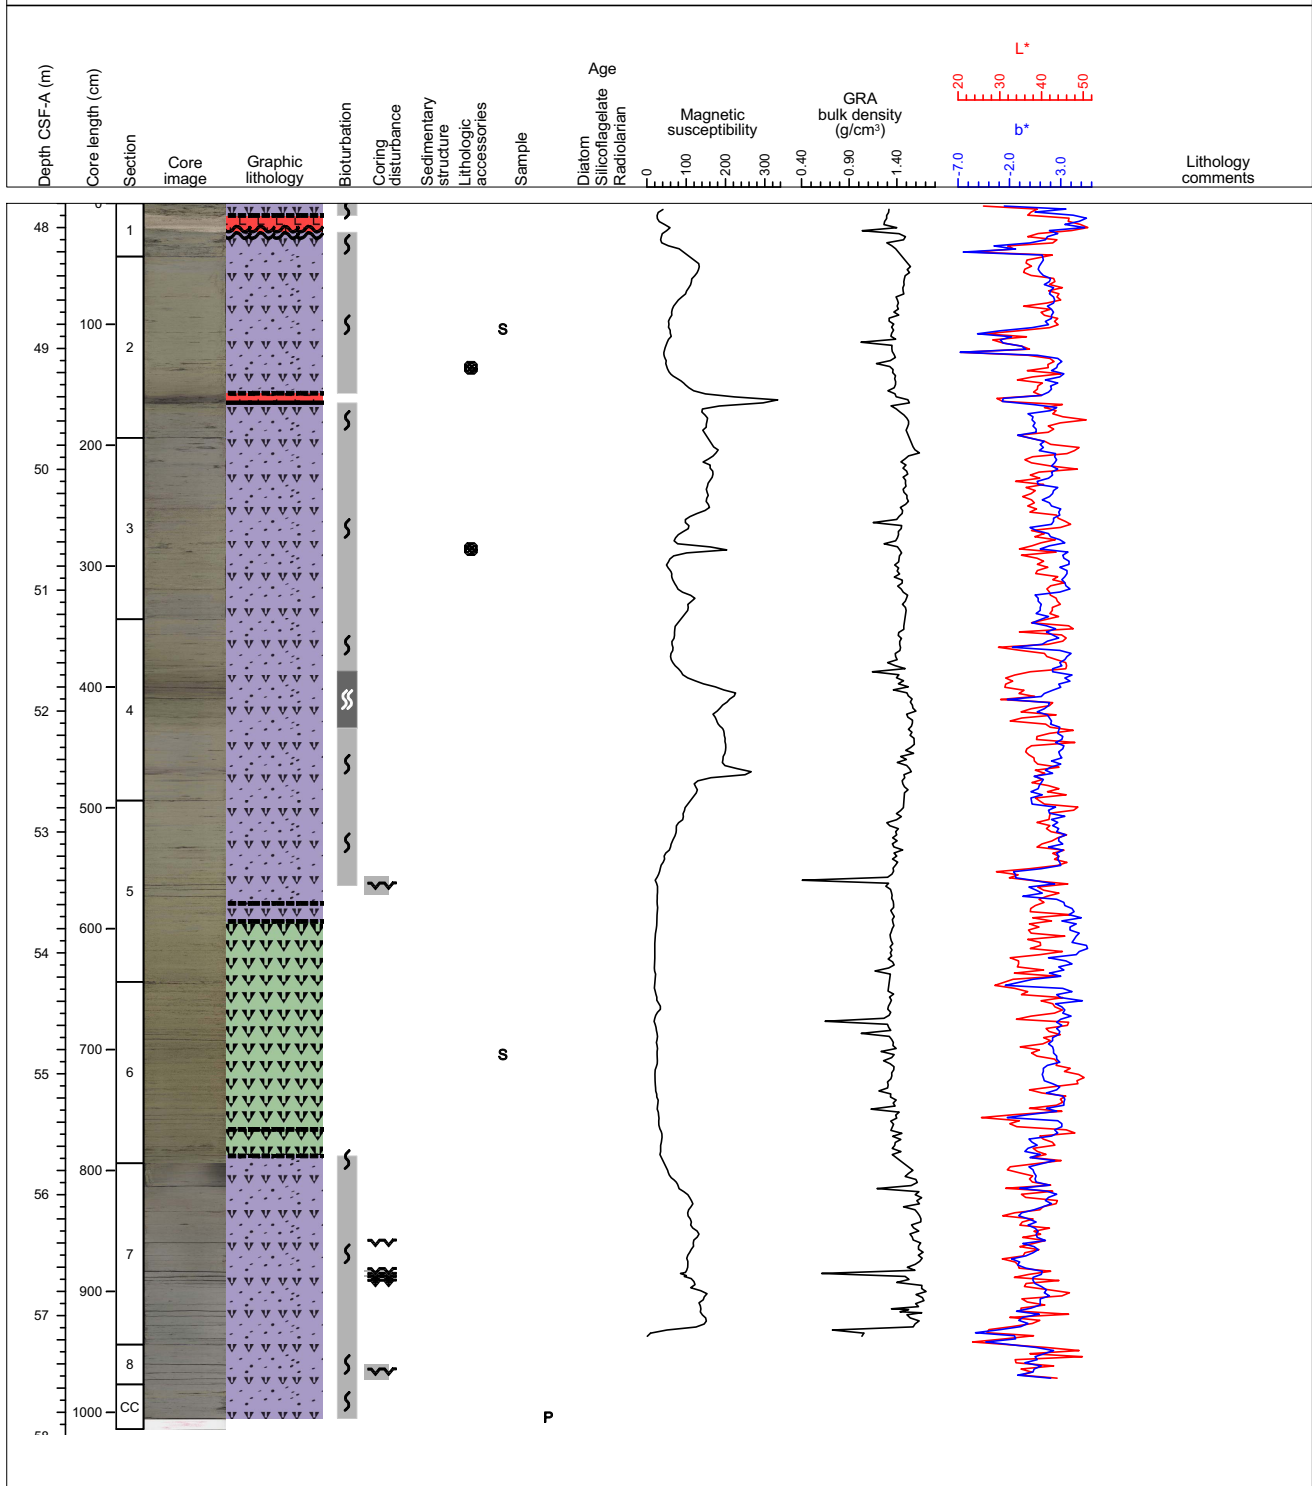 Depth CSF-A (m)
Core length (cm)
Section
Core
image
Graphic
lithology
Bioturbation
Coring
disturbance
Sedimentary
structure
Lithologic
accessories
Sample
Age
Diatom
Silicoflagelate
Radiolarian
Magnetic
susceptibility
0 100 200 300
GRA
bulk density
(g/cm³)
0.40 0.90 1.40
L*
20 30 40 50
b*
-7.0 -2.0 3.0
Lithology
comments
0
48
1
100
S
49
2
200
50
3
300
51
400
52
4
500
53
5
600
54
700
S
55
6
800
56
7
900
57
8
CC
1000
P
58